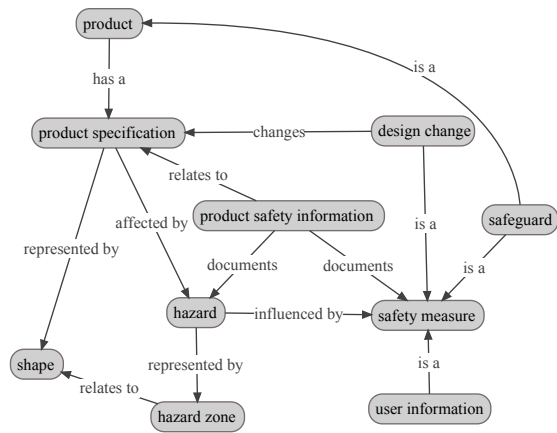 product
is a
has a
product specification
changes
design change
relates to
product safety information
safeguard
affected by
is a
represented by
documents
documents
is a
hazard
influenced by
safety measure
shape
represented by
is a
relates to
hazard zone
user information